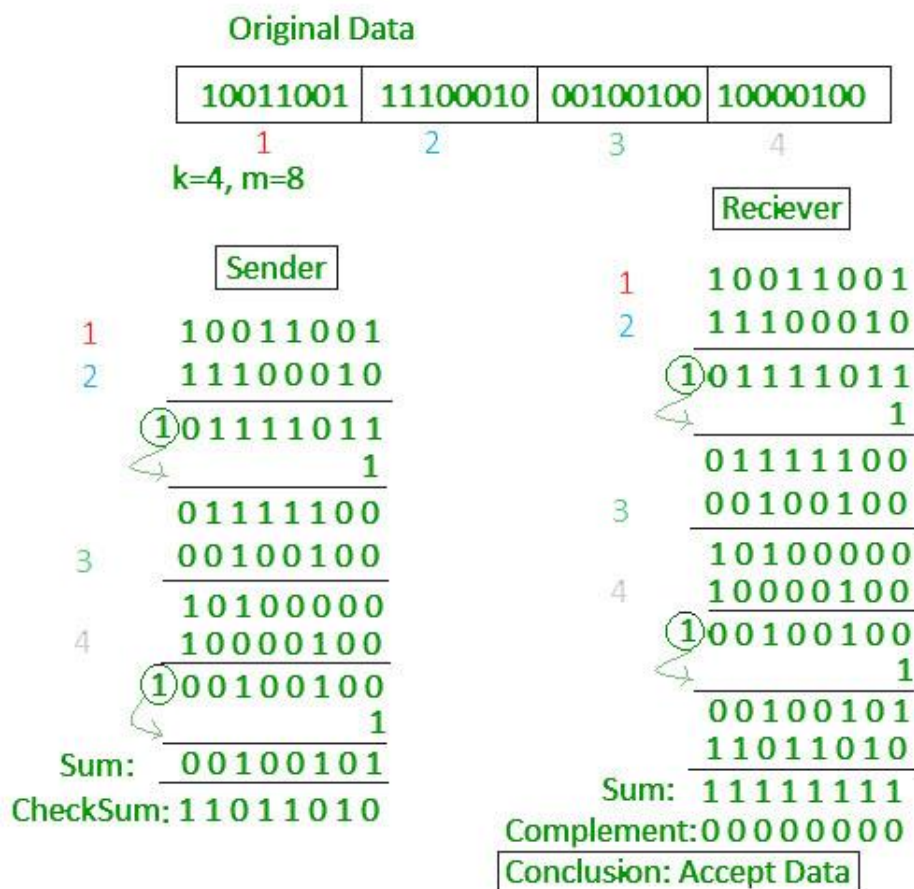 Original Data
10011001 11100010 00100100 10000100
1 2 3 4
k=4, m=8
Sender
1 10011001
2 11100010
1 01111011
1
01111100
3 00100100
10100000
4 10000100
1 00100100
1
Sum: 00100101
CheckSum: 11011010
Reciever
1 10011001
2 11100010
1 01111011
1
01111100
3 00100100
10100000
4 10000100
1 00100100
1
00100101
11011010
Sum: 11111111
Complement: 00000000
Conclusion: Accept Data